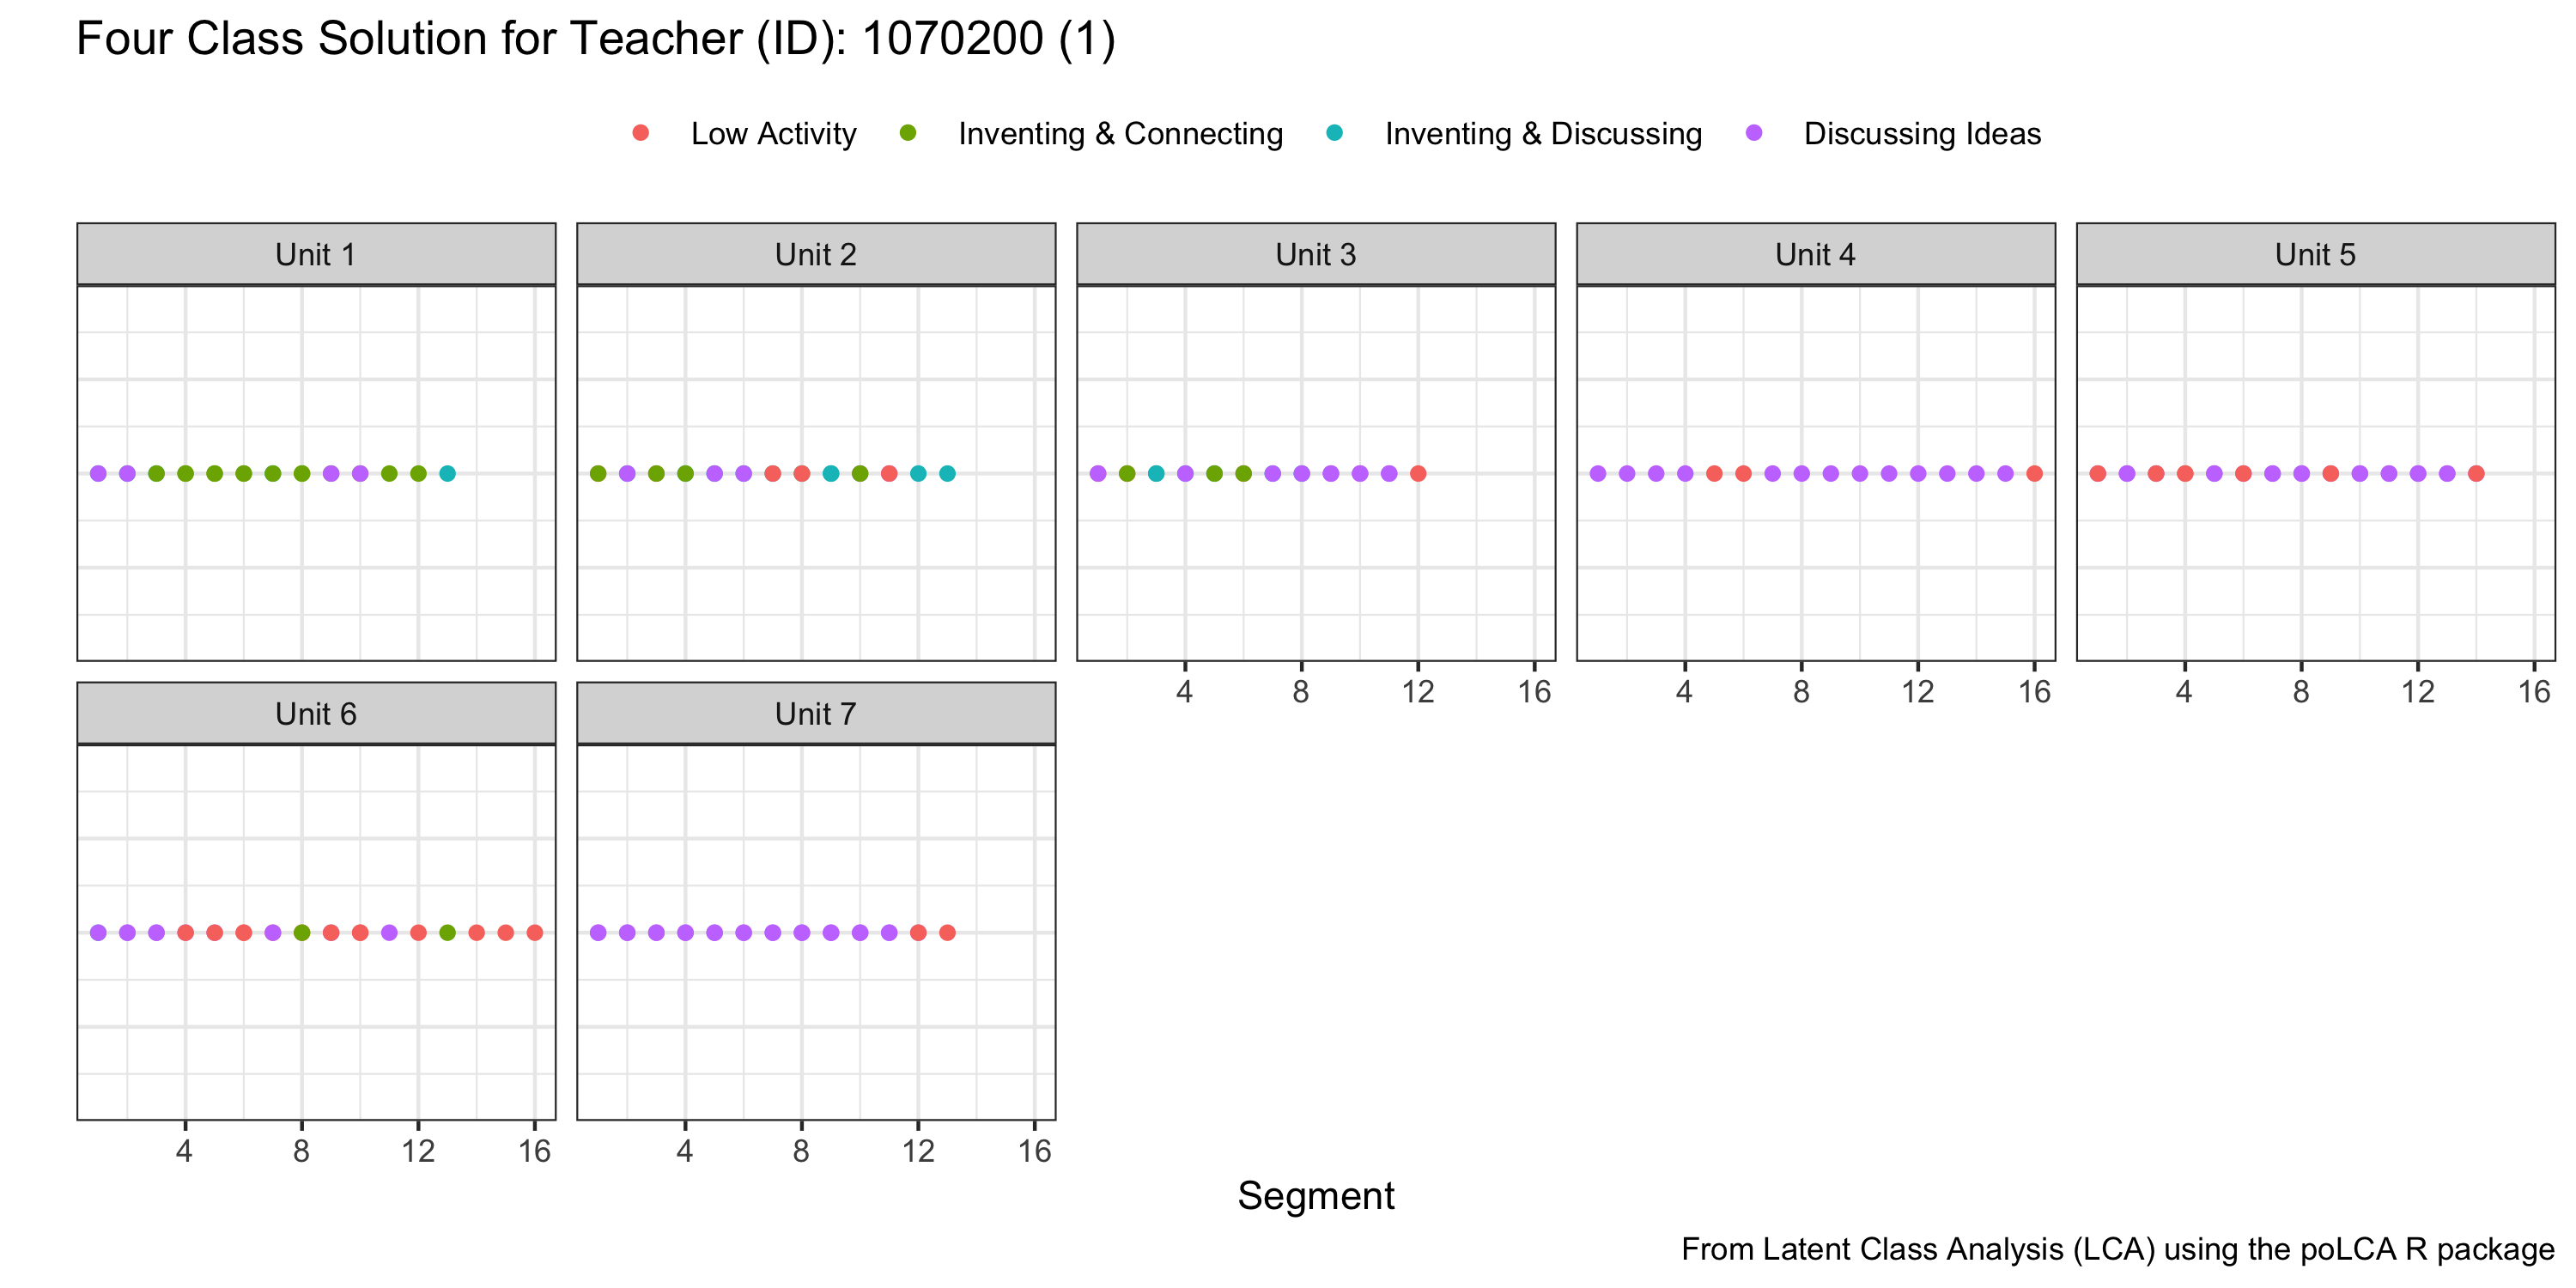 Four Class Solution for Teacher (ID): 1070200 (1)
Low Activity Inventing & Connecting Inventing & Discussing Discussing Ideas
Unit 1 Unit 2 Unit 3 Unit 4 Unit 5
4 8 12 16 4 8 12 16 4 8 12 16
Unit 6 Unit 7
4 8 12 16 4 8 12 16
Segment
From Latent Class Analysis (LCA) using the poLCA R package